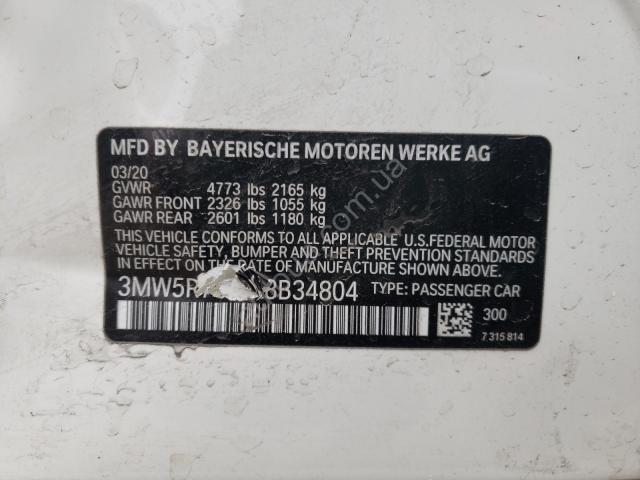 MFD BY BAYERISCHE MOTOREN WERKE AG
03/20
GVWR 4773 lbs 2165 kg
GAWR FRONT 2326 lbs 1055 kg
GAWR REAR 2601 lbs 1180 kg
THIS VEHICLE CONFORMS TO ALL APPLICABLE U.S.FEDERAL MOTOR
VEHICLE SAFETY, BUMPER AND THEFT PREVENTION STANDARDS
IN EFFECT ON THE DATE OF MANUFACTURE SHOWN ABOVE.
TYPE: PASSENGER CAR
300
7 315 814